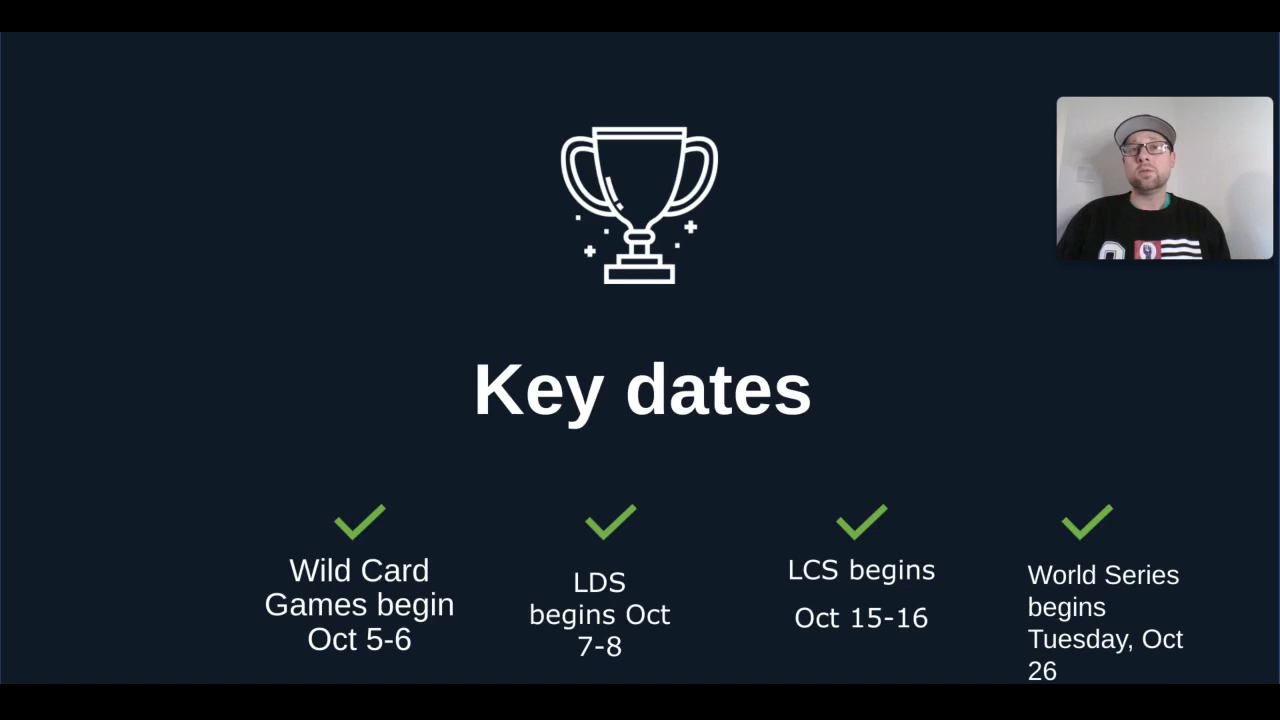 Key dates
Wild Card
Games begin
Oct 5-6
LDS
begins Oct
7-8
LCS begins
Oct 15-16
World Series
begins
Tuesday, Oct
26